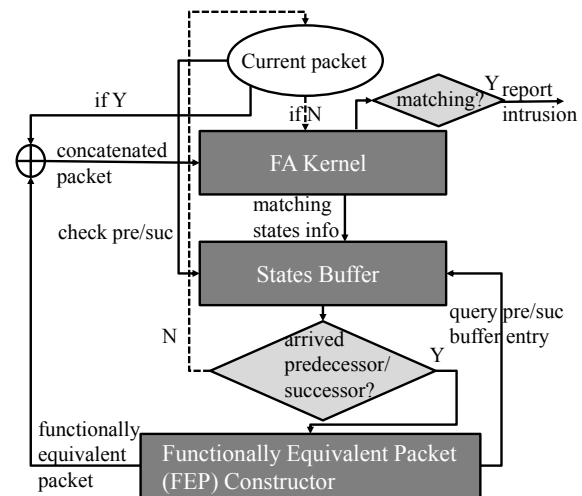 Current packet
if Y
if N
matching?
Y
report
intrusion
concatenated
packet
FA Kernel
matching
states info
check pre/suc
States Buffer
query pre/suc
buffer entry
N
arrived
predecessor/
successor?
Y
functionally
equivalent
packet
Functionally Equivalent Packet
(FEP) Constructor